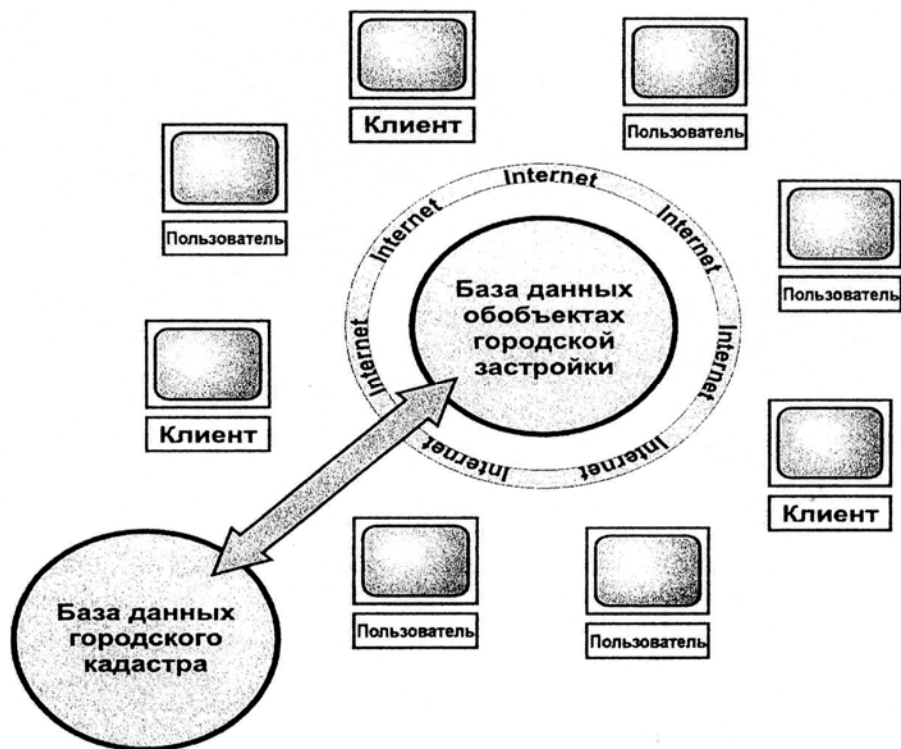 Клиент
Пользователь
Пользователь
Internet
Internet
Internet
Пользователь
База данных
обобъектах
городской
застройки
Internet
Internet
Клиент
Internet
Internet
Клиент
База данных
городского
кадастра
Пользователь
Пользователь